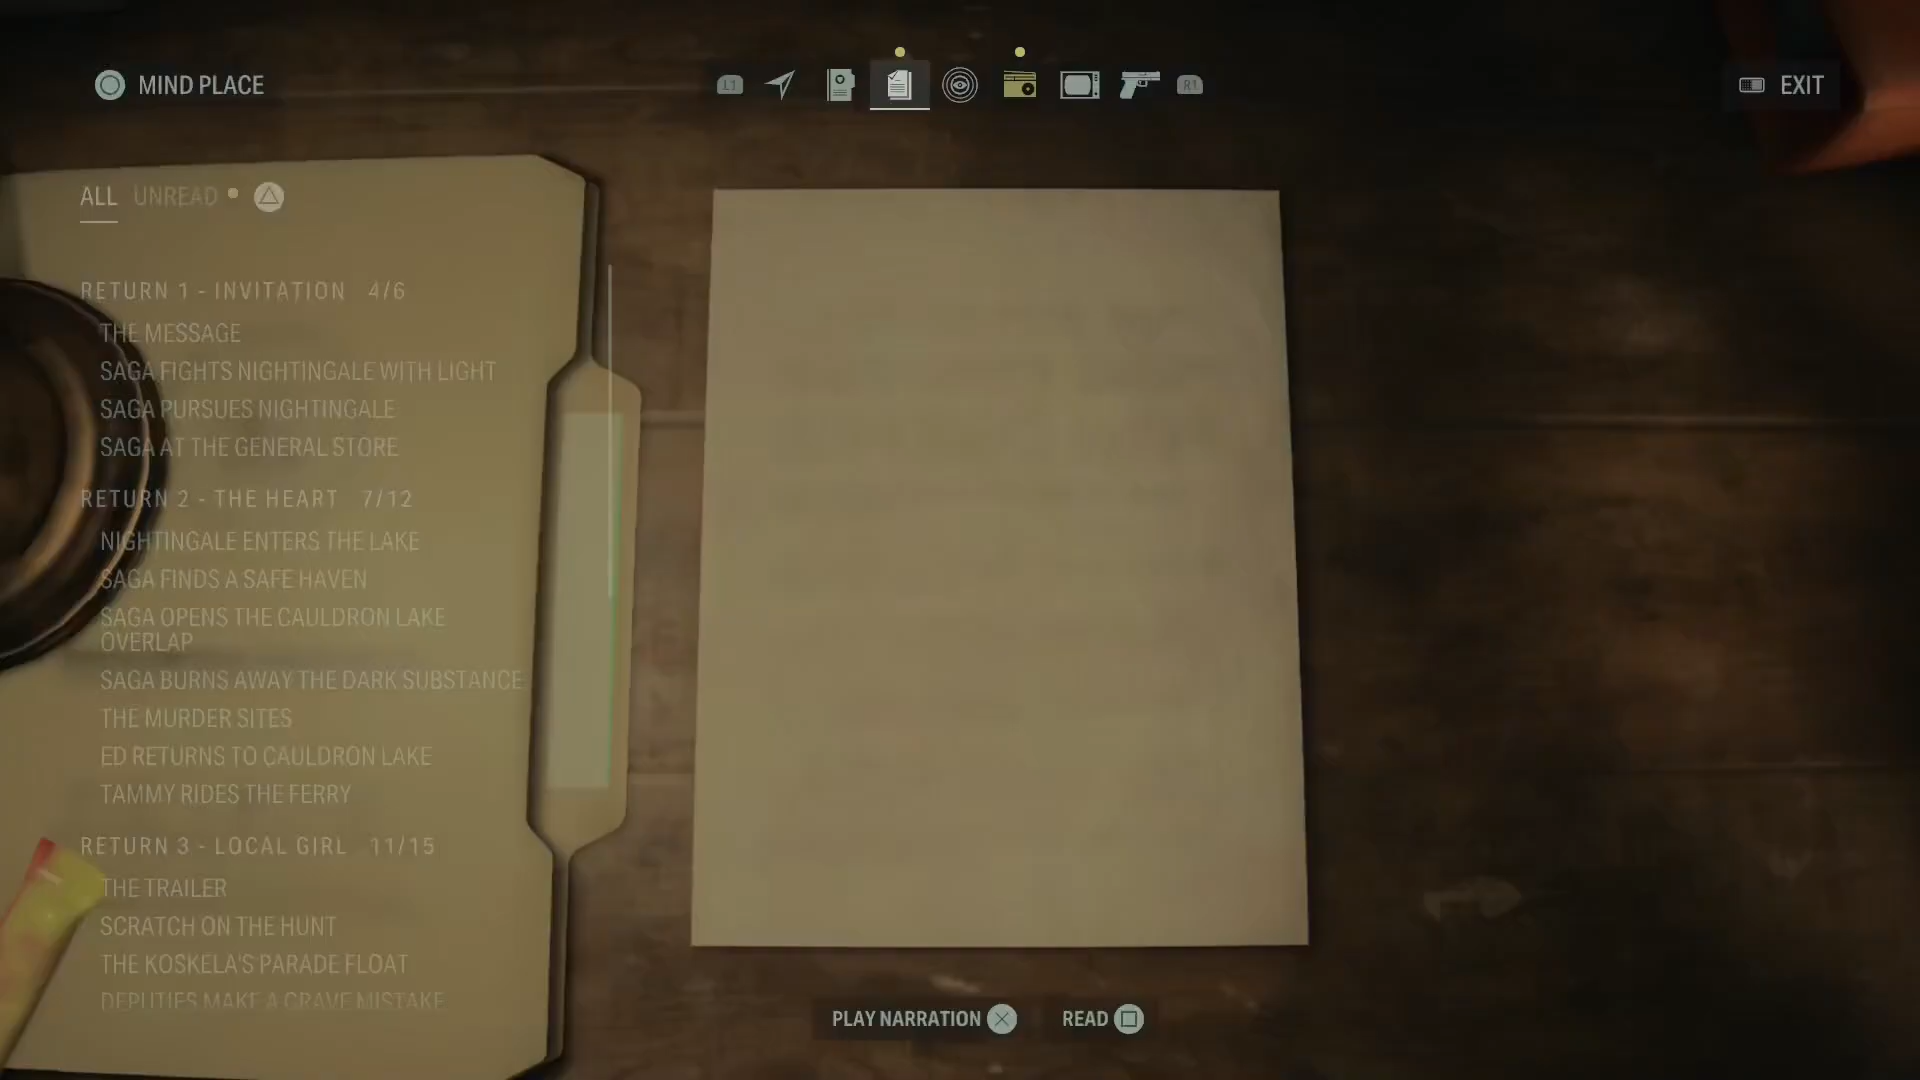 MIND PLACE
L1
R1
EXIT
ALL UNREAD
RETURN 1 - INVITATION 4/6
THE MESSAGE
SAGA FIGHTS NIGHTINGALE WITH LIGHT
SAGA PURSUES NIGHTINGALE
SAGA AT THE GENERAL STORE
RETURN 2 - THE HEART 7/12
NIGHTINGALE ENTERS THE LAKE
SAGA FINDS A SAFE HAVEN
SAGA OPENS THE CAULDRON LAKE
OVERLAP
SAGA BURNS AWAY THE DARK SUBSTANCE
THE MURDER SITES
ED RETURNS TO CAULDRON LAKE
TAMMY RIDES THE FERRY
RETURN 3 - LOCAL GIRL 11/15
THE TRAILER
SCRATCH ON THE HUNT
THE KOSKELA'S PARADE FLOAT
DEPUTIES MAKE A GRAVE MISTAKE
PLAY NARRATION
READ